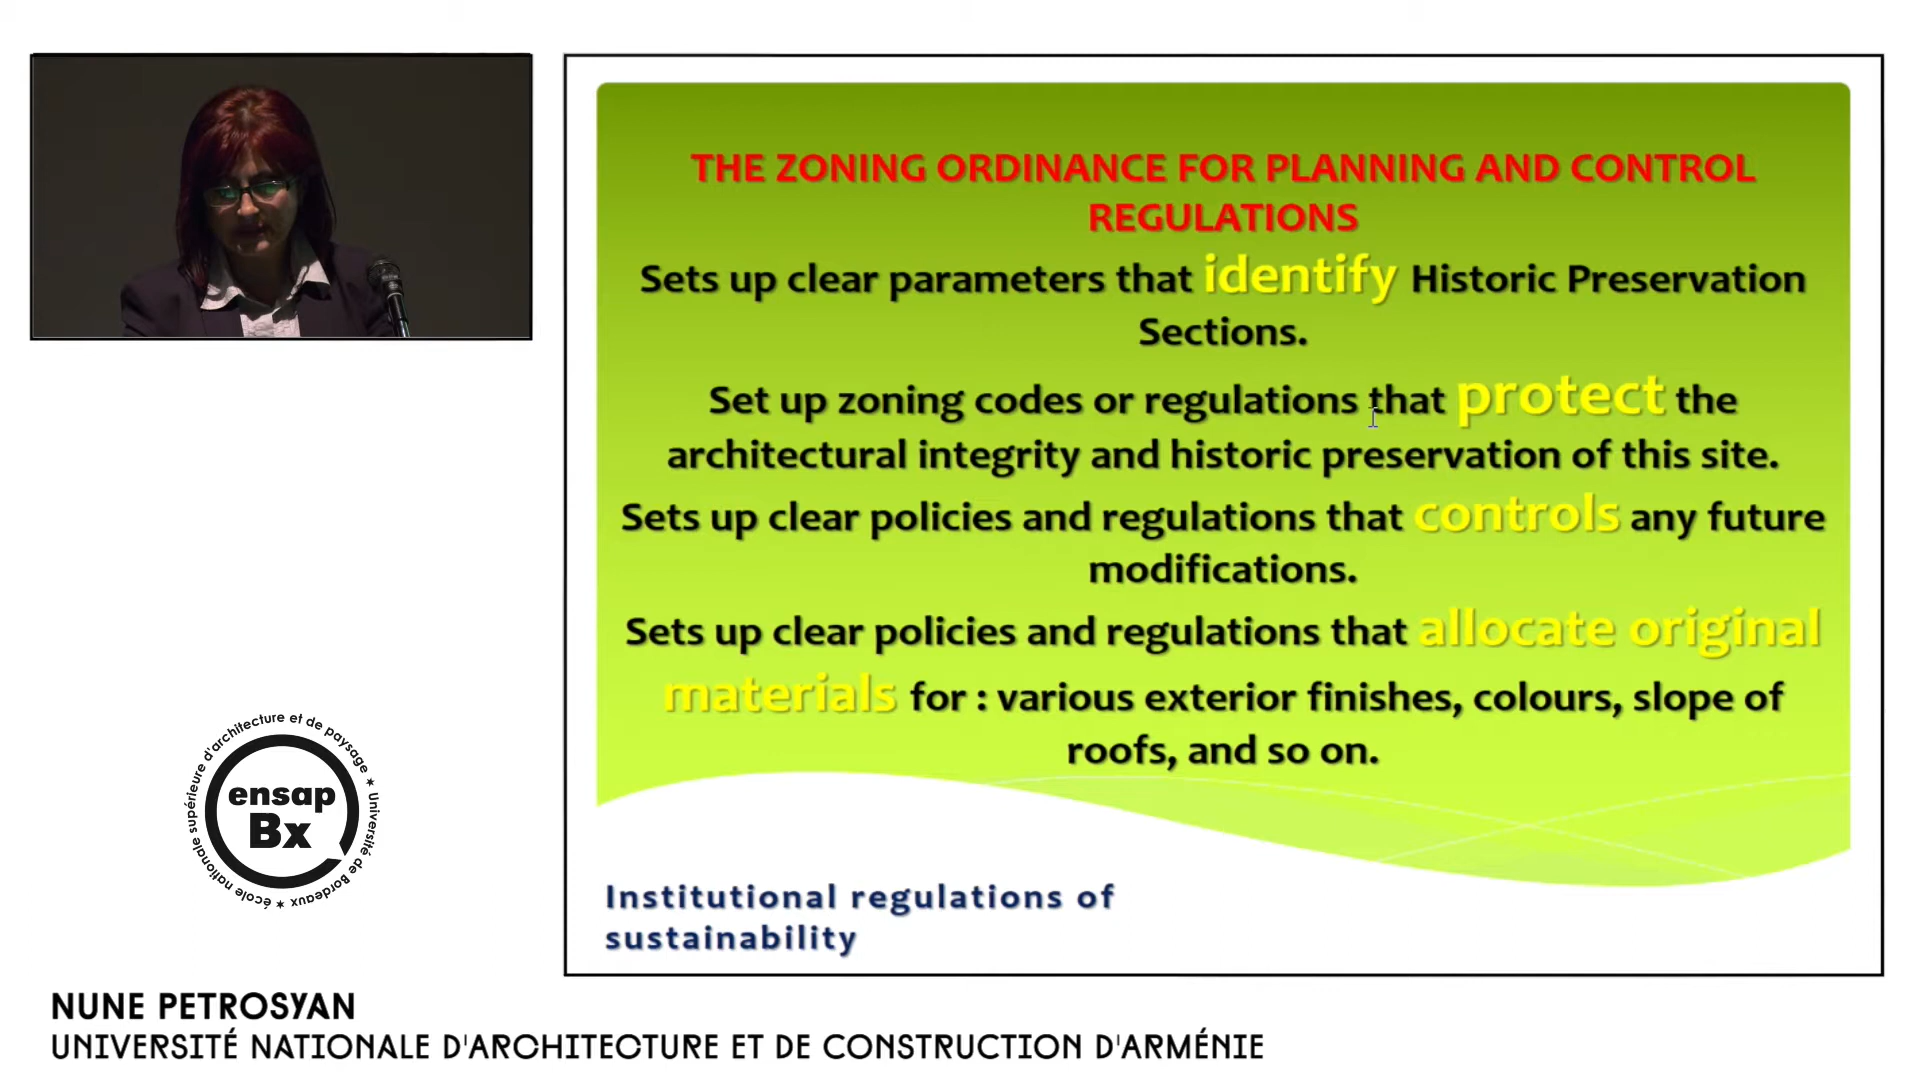 THE ZONING ORDINANCE FOR PLANNING AND CONTROL
REGULATIONS
Sets up clear parameters that identify Historic Preservation
Sections.
Set up zoning codes or regulations that protect the
architectural integrity and historic preservation of this site.
Sets up clear policies and regulations that controls any future
modifications.
Sets up clear policies and regulations that allocate original
materials for : various exterior finishes, colours, slope of
roofs, and so on.
Institutional regulations of
sustainability
école nationale supérieure d'architecture et de paysage * Université de Bordeaux *
ensap
Bx
NUNE PETROSYAN
UNIVERSITÉ NATIONALE D'ARCHITECTURE ET DE CONSTRUCTION D'ARMÉNIE